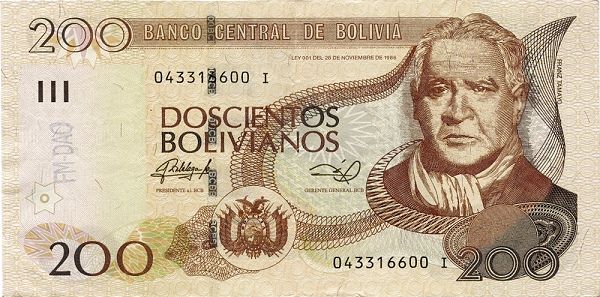 200 BANCO CENTRAL DE BOLIVIA
LEY 901 DEL 28 DE NOVIEMBRE DE 1986
043316600 I
FRANZ TAMAYO
DOSCIENTOS
BOLIVIANOS
PRESIDENTE al BCB
GERENTE GENERAL BCB
200
043316600 I
200